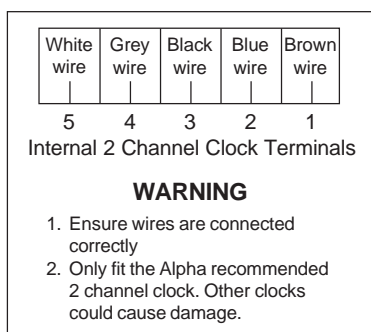 White Grey Black Blue Brown
wire wire wire wire wire
5 4 3 2 1
Internal 2 Channel Clock Terminals
WARNING
1. Ensure wires are connected
correctly
2. Only fit the Alpha recommended
2 channel clock. Other clocks
could cause damage.